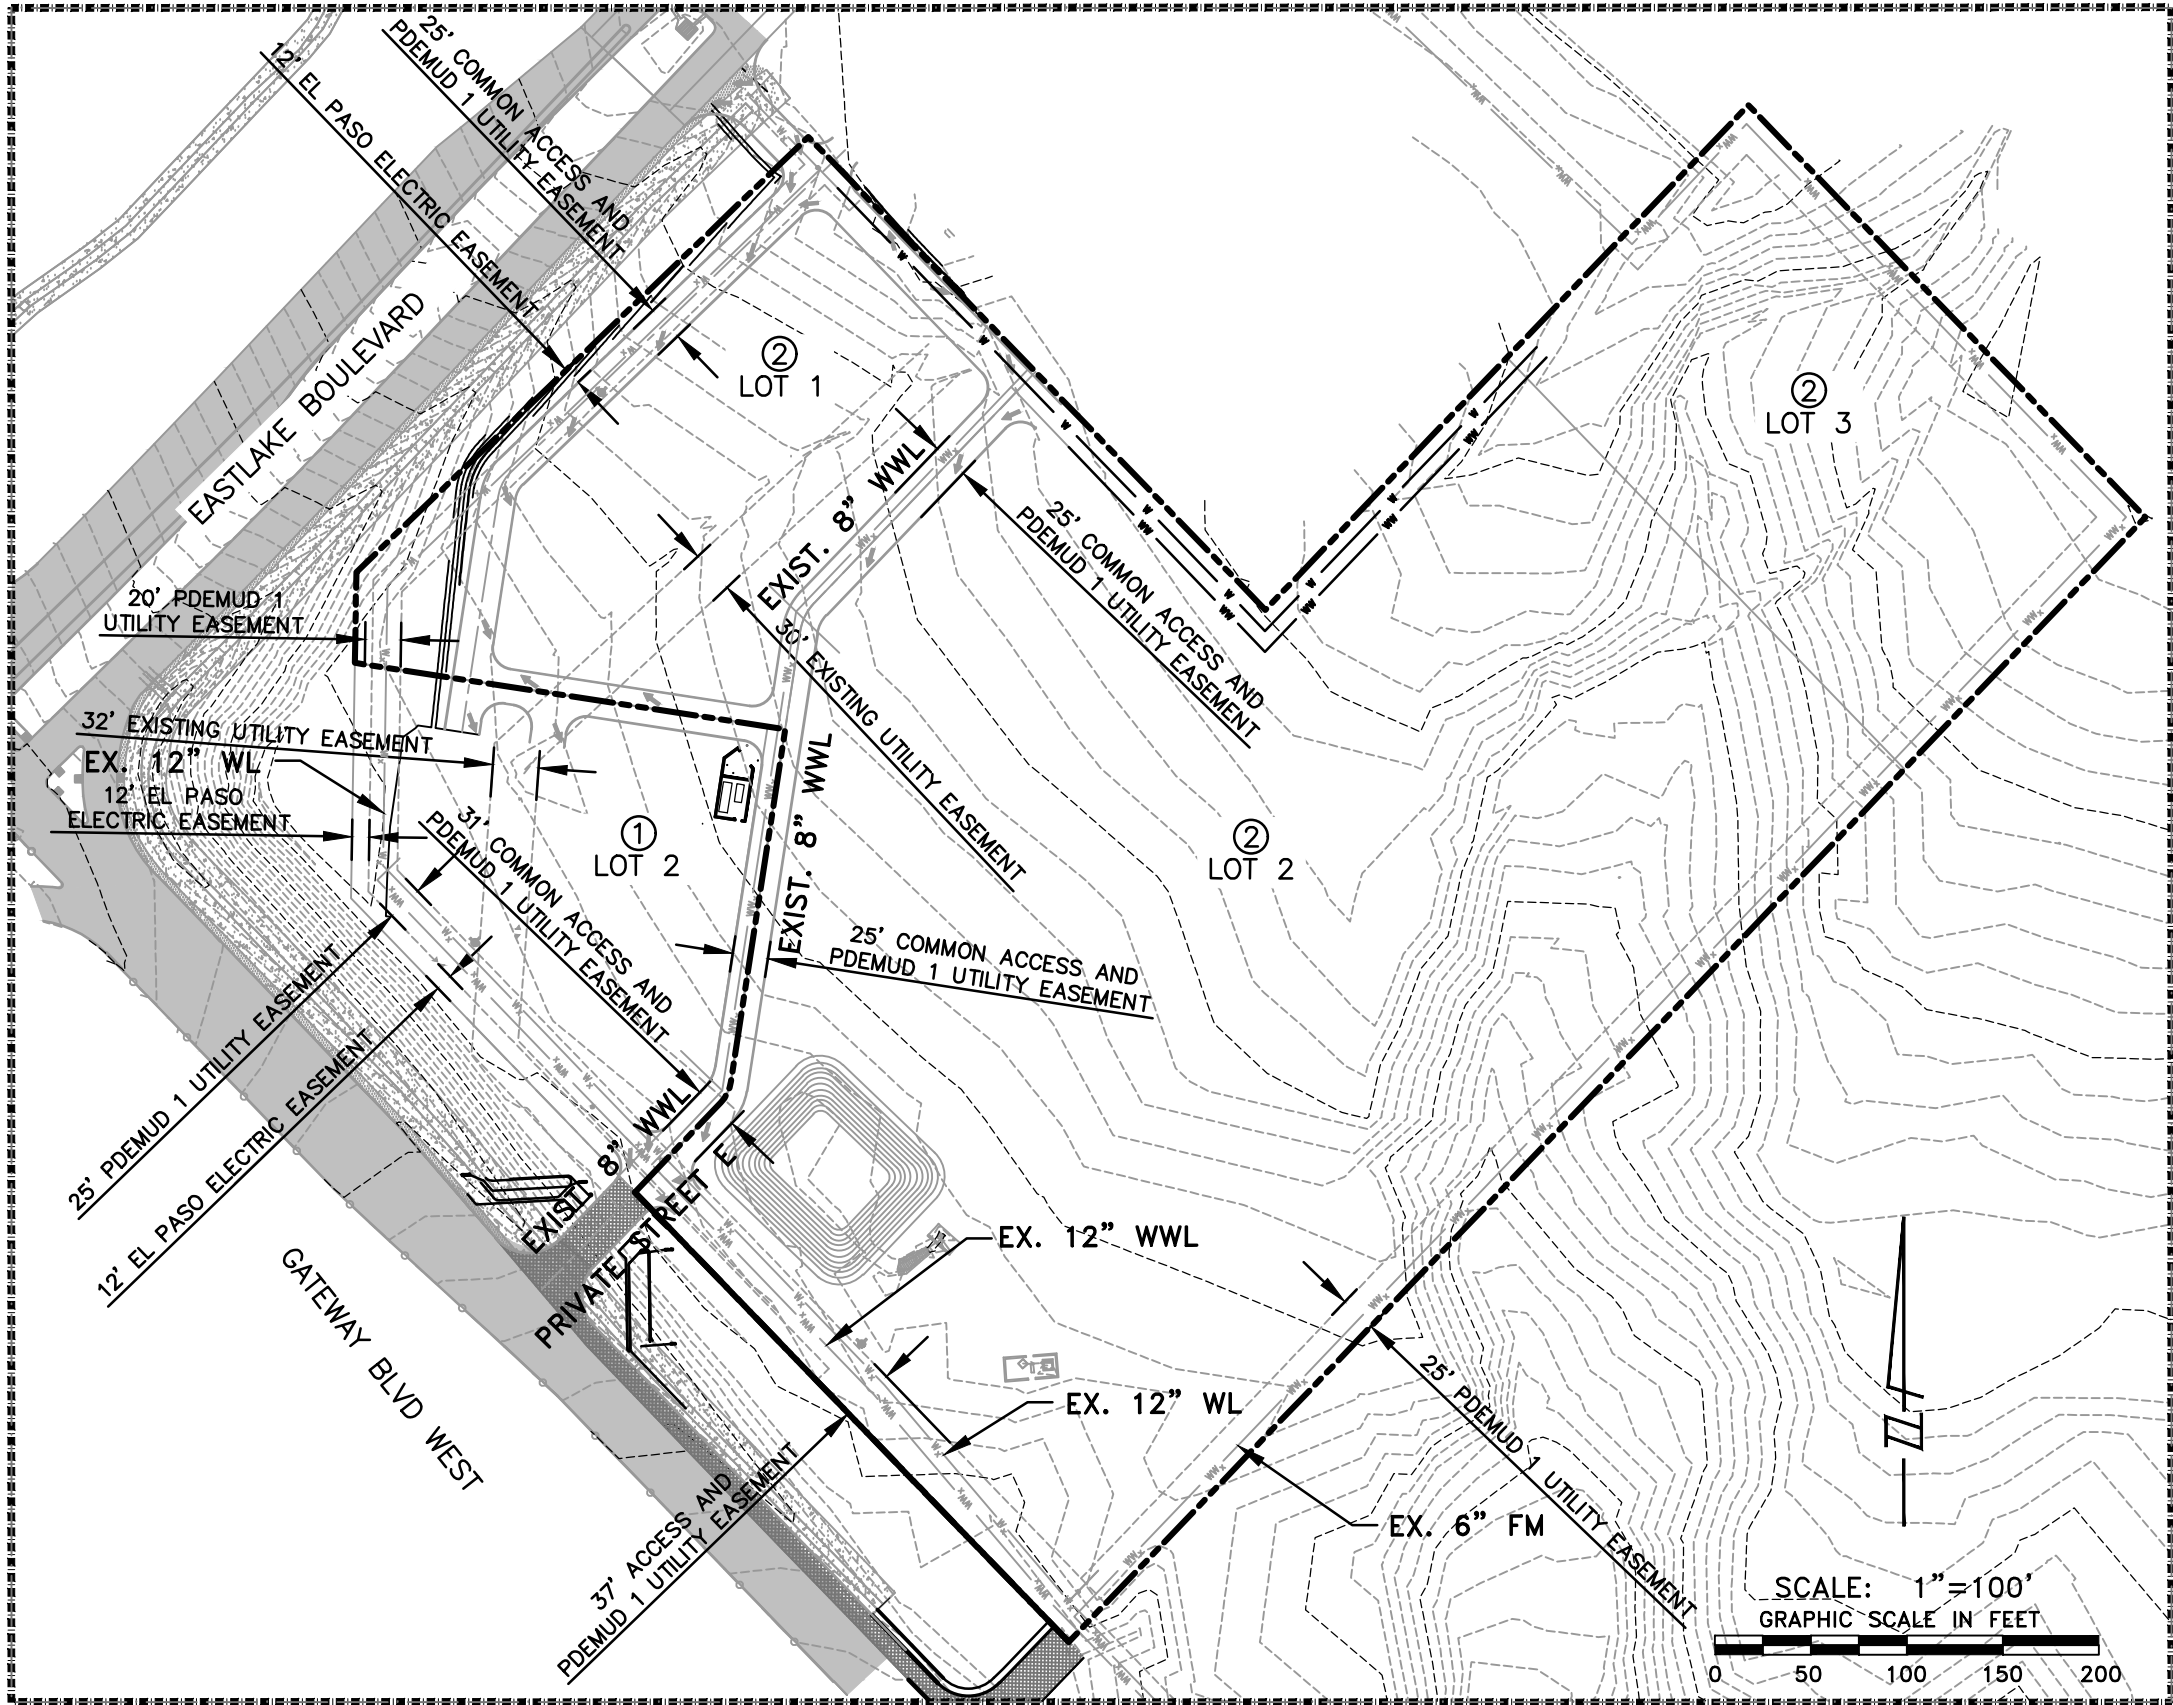 25' COMMON ACCESS AND
PDEMUD 1 UTILITY EASEMENT
12' EL PASO ELECTRIC EASEMENT
EASTLAKE BOULEVARD
2
LOT 1
2
LOT 3
EXIST. 8" WWL
25' COMMON ACCESS AND
PDEMUD 1 UTILITY EASEMENT
20' PDEMUD 1
UTILITY EASEMENT
30' EXISTING UTILITY EASEMENT
32' EXISTING UTILITY EASEMENT
EX. 12" WL
12' EL PASO
ELECTRIC EASEMENT
31' COMMON ACCESS AND
PDEMUD 1 UTILITY EASEMENT
1
LOT 2
EXIST. 8" WWL
2
LOT 2
25' COMMON ACCESS AND
PDEMUD 1 UTILITY EASEMENT
25' PDEMUD 1 UTILITY EASEMENT
12' EL PASO ELECTRIC EASEMENT
EXIST. 8" WWL
PRIVATE STREET E
GATEWAY BLVD WEST
EX. 12" WWL
EX. 12" WL
25' PDEMUD 1 UTILITY EASEMENT
EX. 6" FM
37' ACCESS AND
PDEMUD 1 UTILITY EASEMENT
N
SCALE: 1"=100'
GRAPHIC SCALE IN FEET
0 50 100 150 200